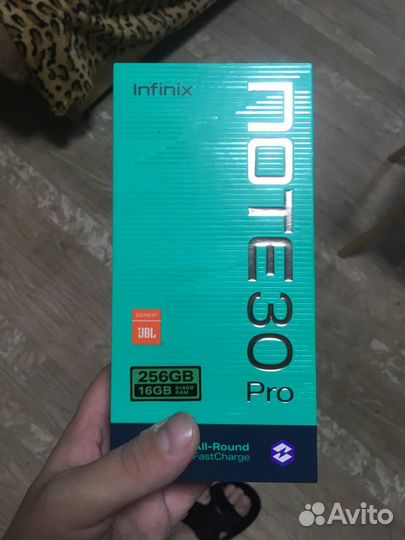 Infinix
NOTE 30
Pro
SOUND BY
JBL
256GB
16GB 8+8GB RAM
All-Round
FastCharge
Avito